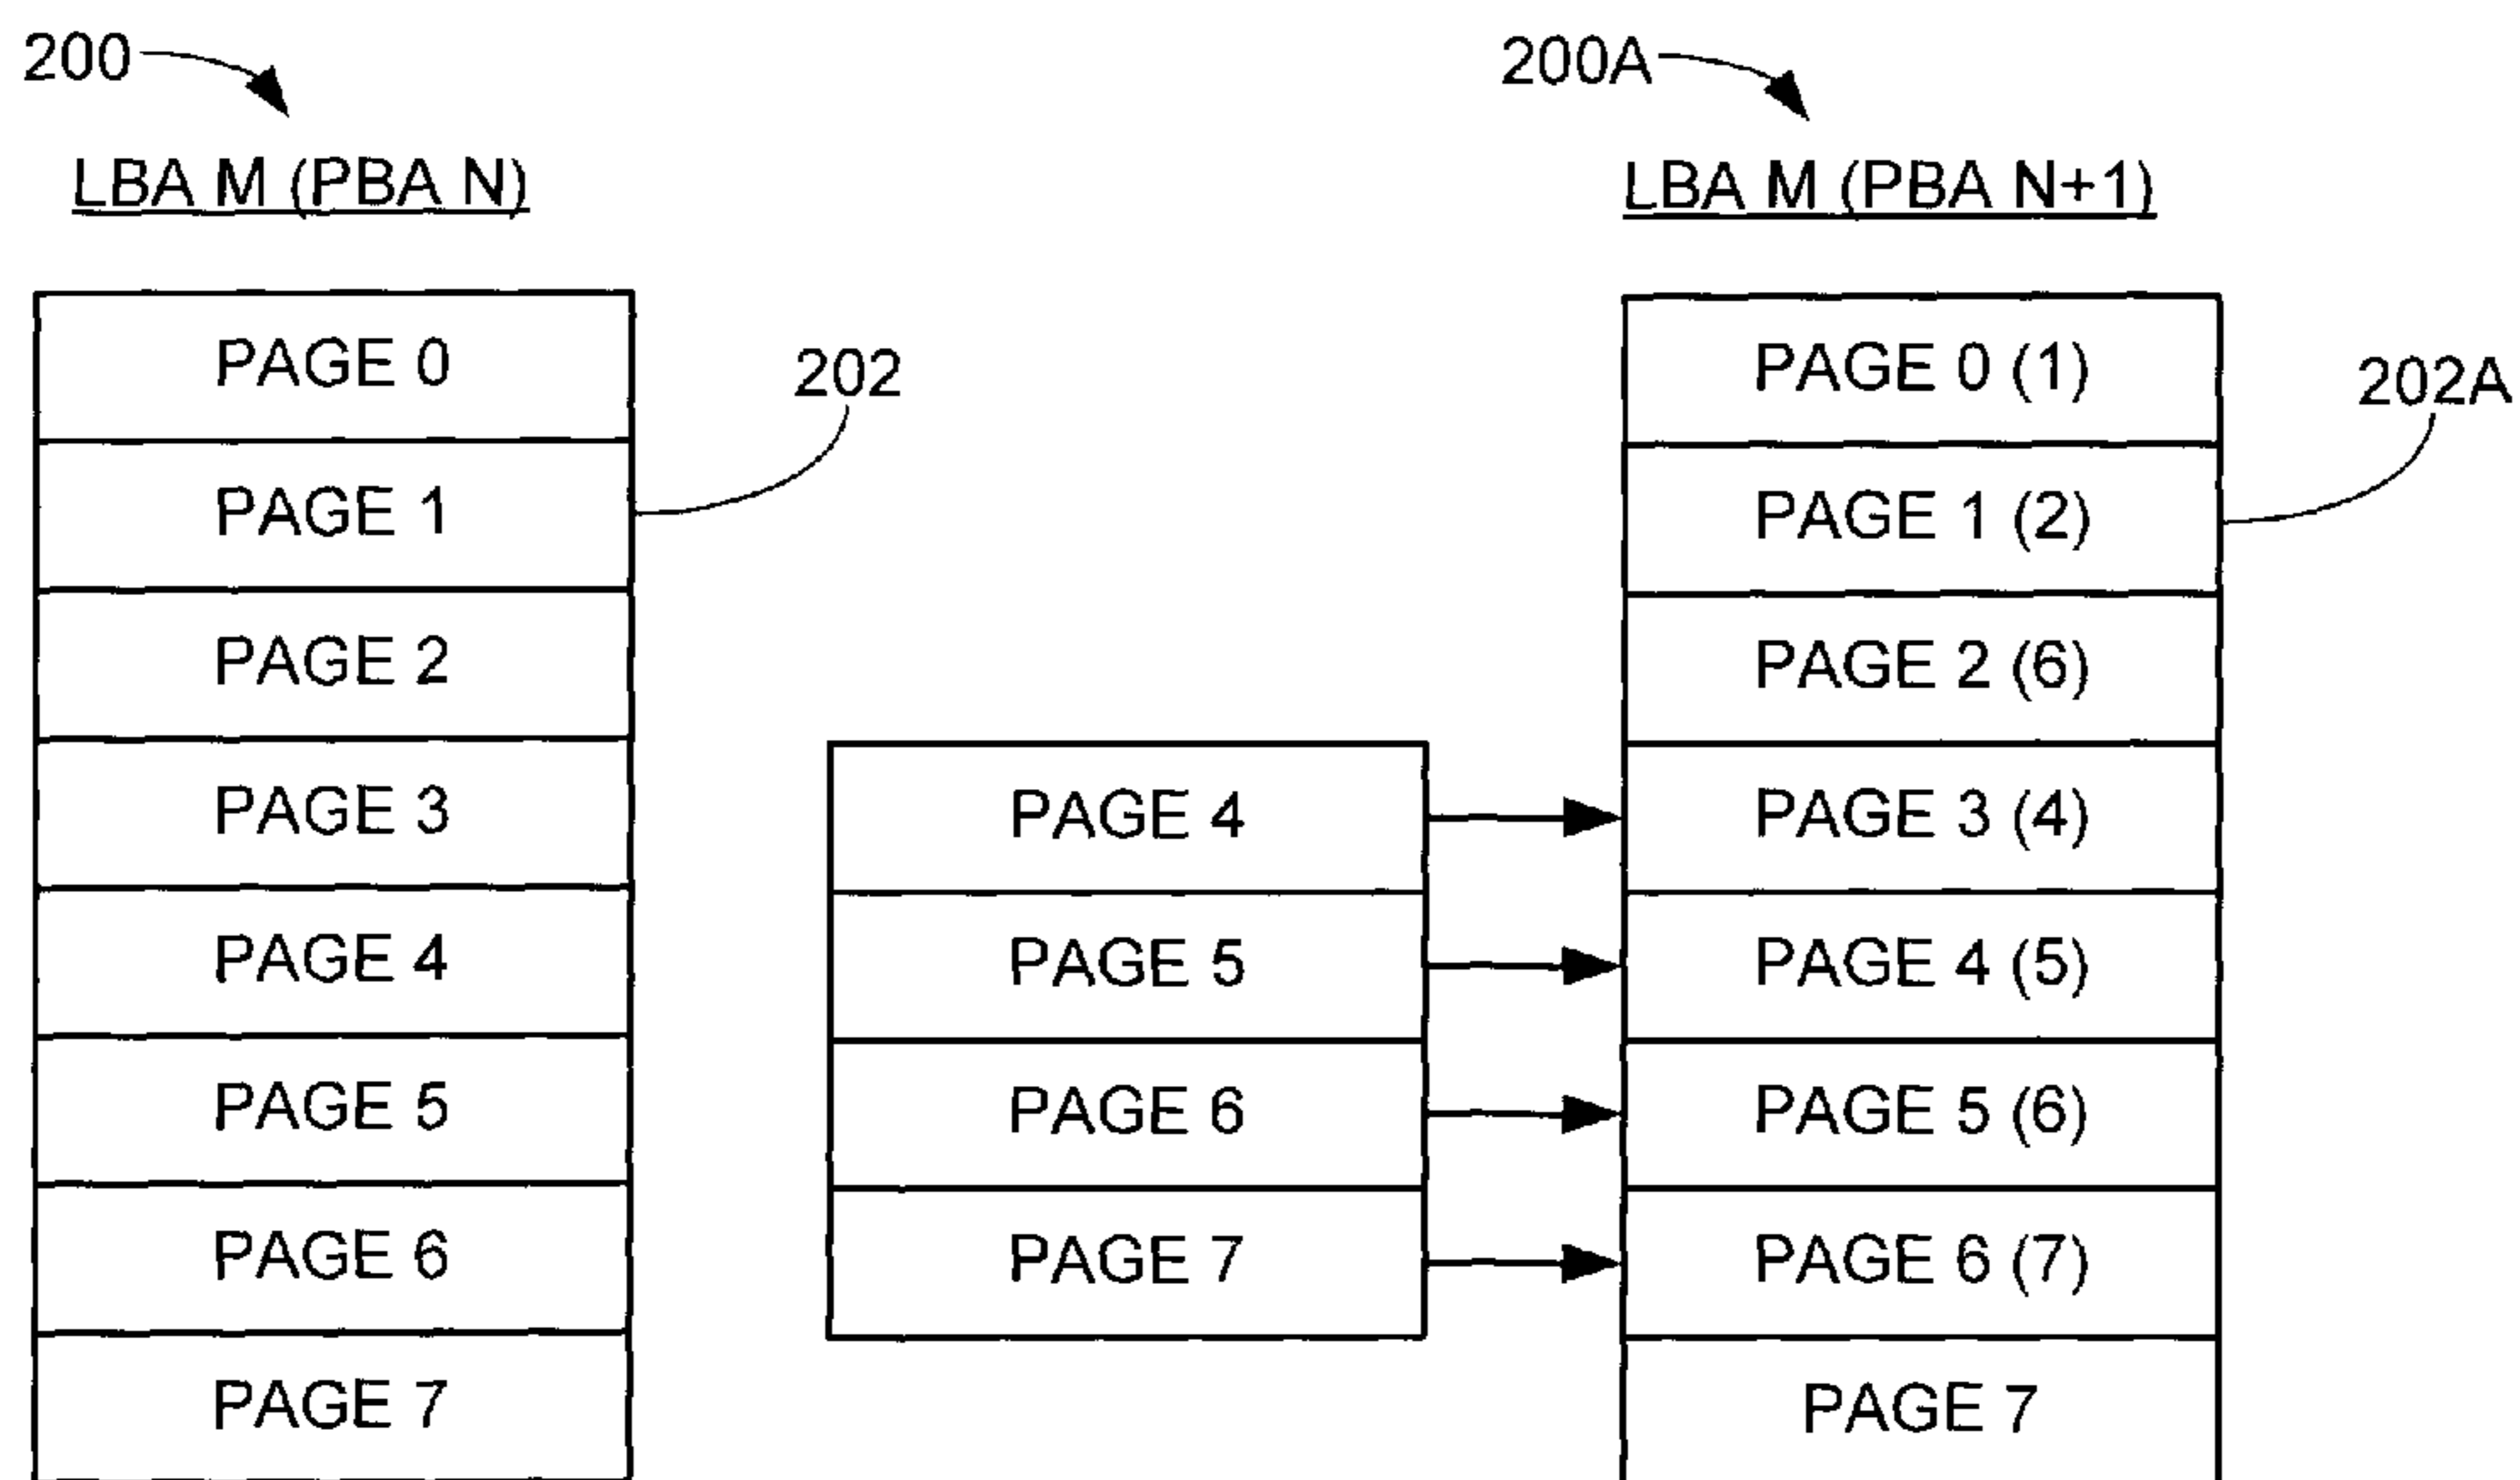 200
LBA M (PBA N)
PAGE 0
PAGE 1
PAGE 2
PAGE 3
PAGE 4
PAGE 5
PAGE 6
PAGE 7
202
PAGE 4
PAGE 5
PAGE 6
PAGE 7
200A
LBA M (PBA N+1)
PAGE 0 (1)
PAGE 1 (2)
PAGE 2 (6)
PAGE 3 (4)
PAGE 4 (5)
PAGE 5 (6)
PAGE 6 (7)
PAGE 7
202A